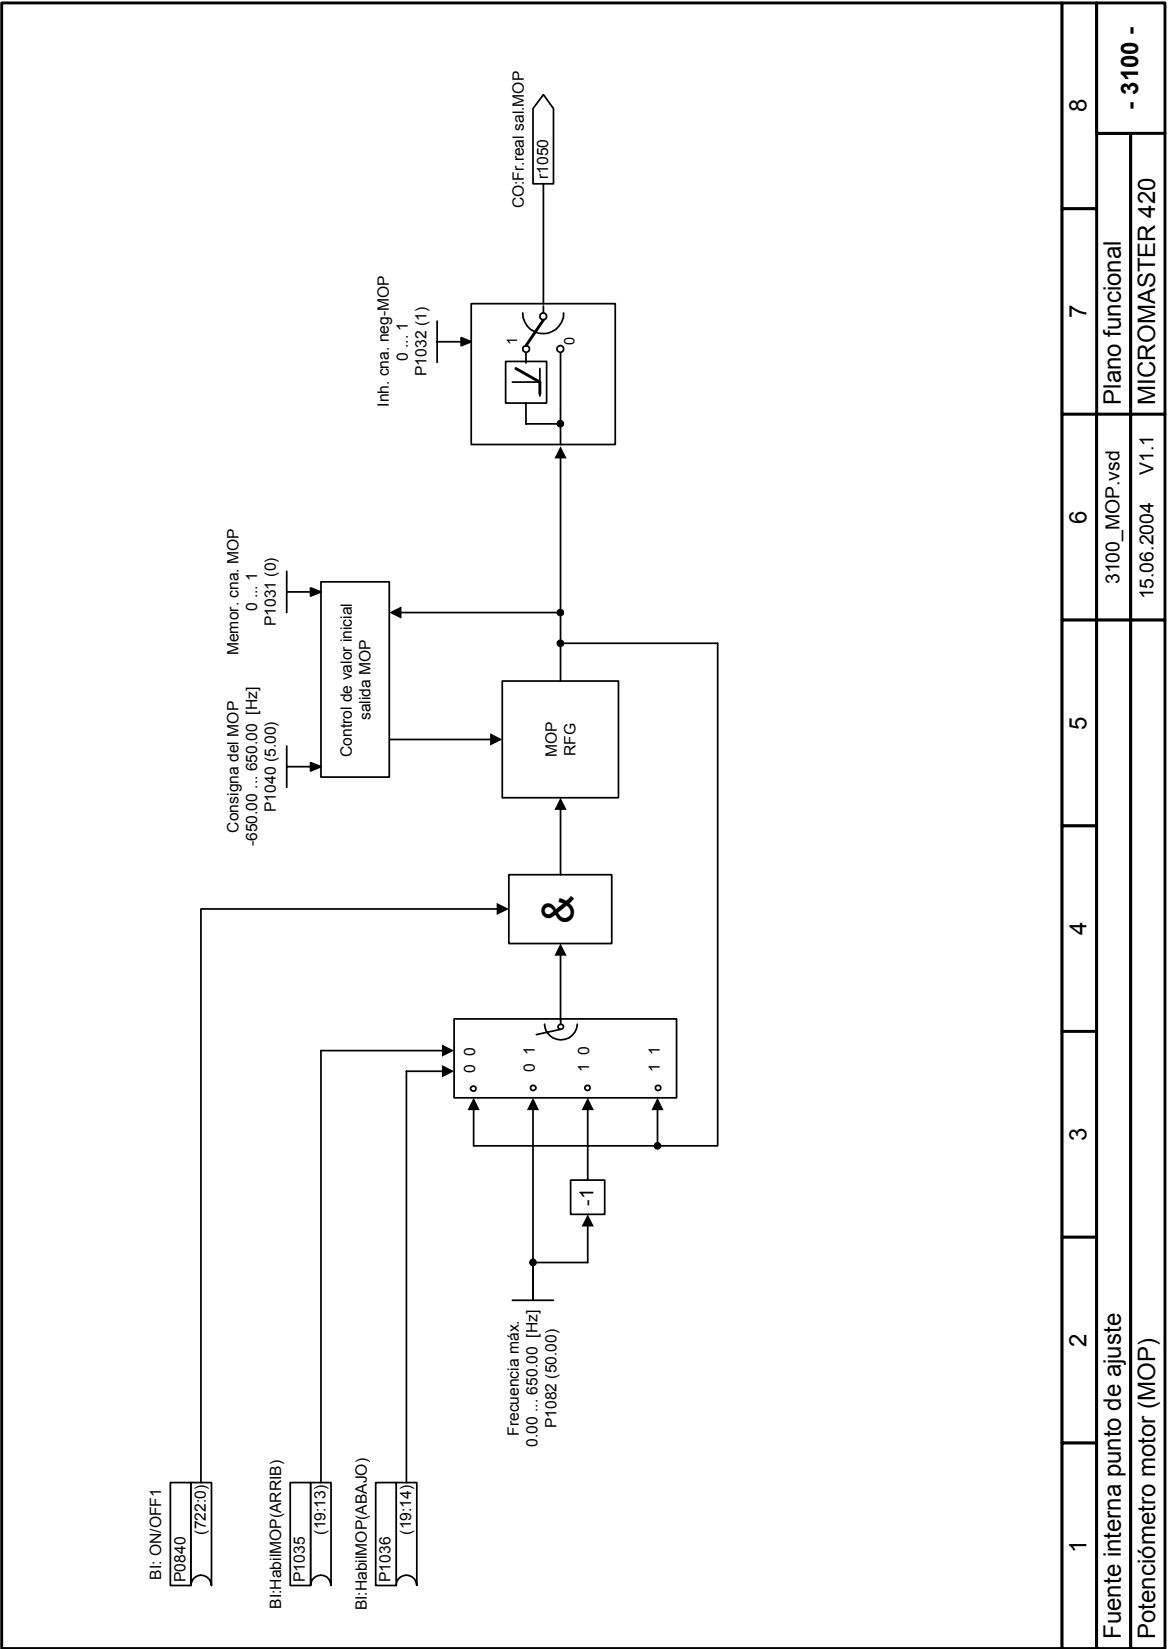 BI: ON/OFF1
P0840
(722:0)
BI:HabilMOP(ARRIB)
P1035
(19:13)
BI:HabilMOP(ABAJO)
P1036
(19:14)
Frecuencia máx.
0.00 ... 650.00 [Hz]
P1082 (50.00)
-1
0 0
0 1
1 0
1 1
&
Consigna del MOP
-650.00 ... 650.00 [Hz]
P1040 (5.00)
Memor. cna. MOP
0 ... 1
P1031 (0)
Control de valor inicial
salida MOP
MOP
RFG
Inh. cna. neg-MOP
0 ... 1
P1032 (1)
1
0
CO:Fr.real sal.MOP
r1050
1 2 3 4 5 6 7 8
Fuente interna punto de ajuste
3100_MOP.vsd
Plano funcional
- 3100 -
Potenciómetro motor (MOP)
15.06.2004 V1.1
MICROMASTER 420